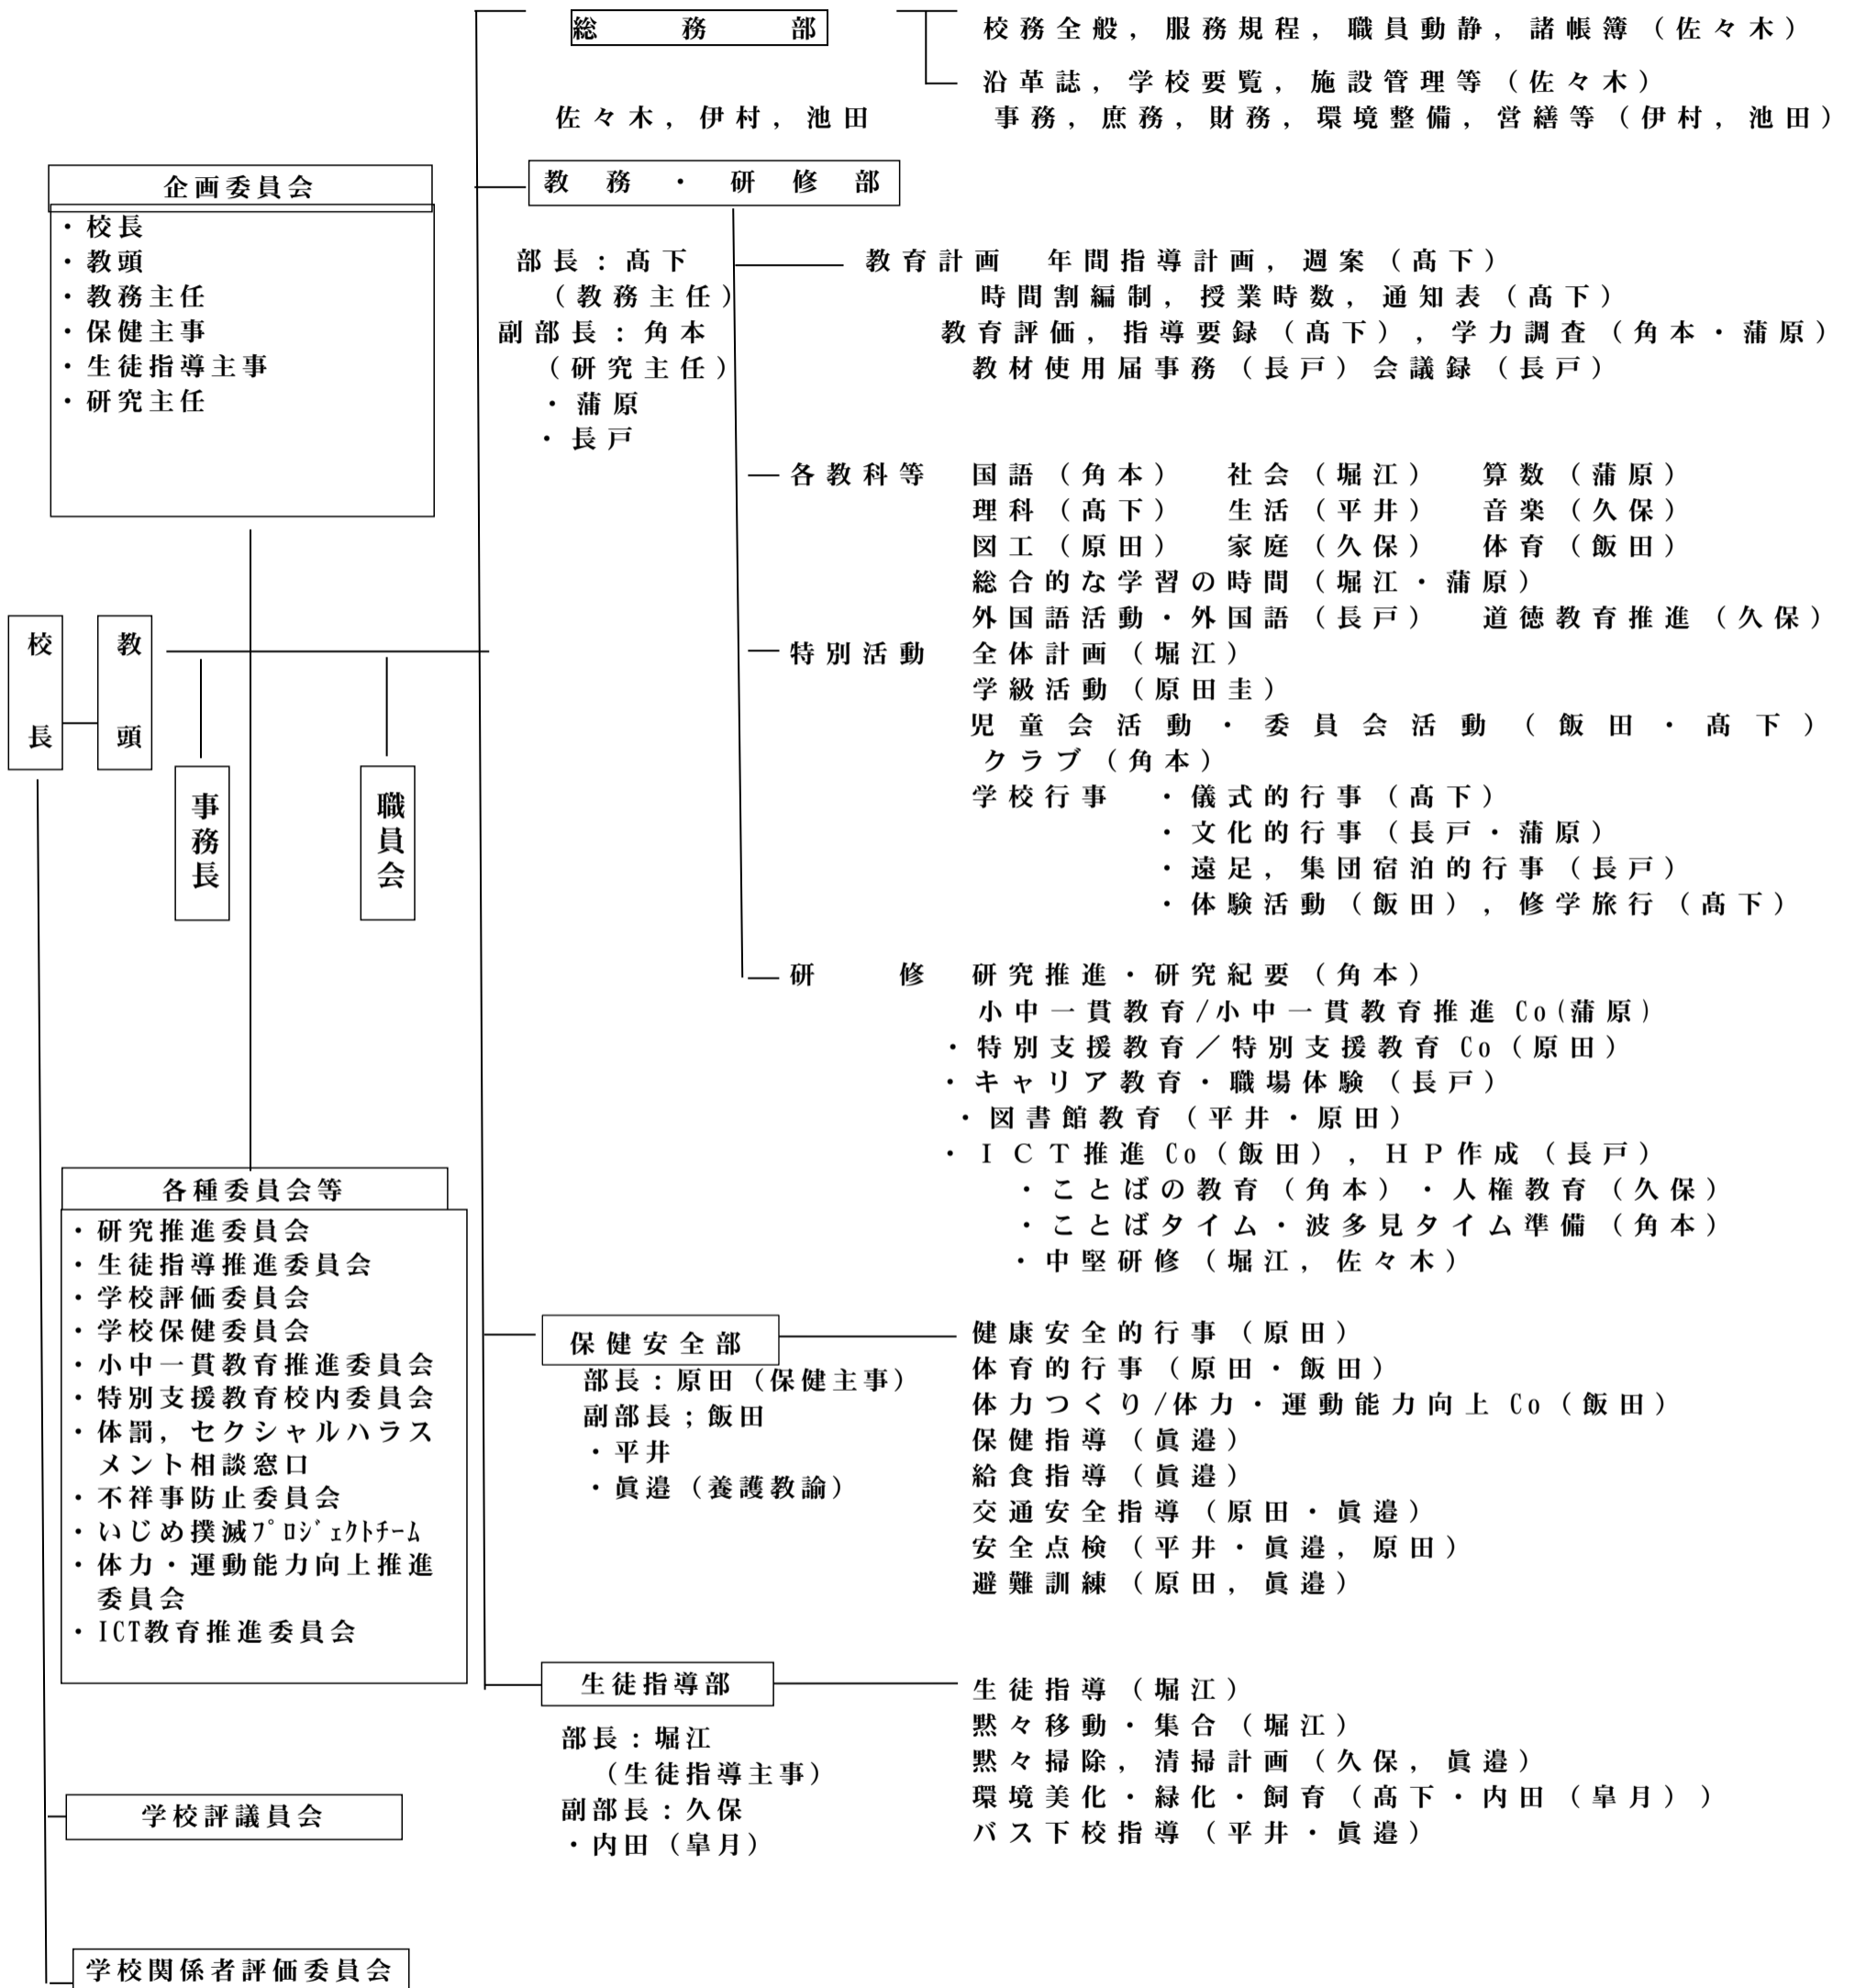 総務部
校務全般，服務規程，職員動静，諸帳簿（佐々木）
沿革誌，学校要覧，施設管理等（佐々木）
佐々木，伊村，池田
事務，庶務，財務，環境整備，営繕等（伊村，池田）
企画委員会
・校長
・教頭
・教務主任
・保健主事
・生徒指導主事
・研究主任
教務・研修部
部長：髙下
（教務主任）
副部長：角本
（研究主任）
・蒲原
・長戸
教育計画　年間指導計画，週案（髙下）
時間割編制，授業時数，通知表（髙下）
教育評価，指導要録（髙下），学力調査（角本・蒲原）
教材使用届事務（長戸）会議録（長戸）
各教科等　国語（角本）　社会（堀江）　算数（蒲原）
理科（髙下）　生活（平井）　音楽（久保）
図工（原田）　家庭（久保）　体育（飯田）
総合的な学習の時間（堀江・蒲原）
外国語活動・外国語（長戸）　道徳教育推進（久保）
特別活動　全体計画（堀江）
学級活動（原田圭）
児童会活動・委員会活動（飯田・髙下）
クラブ（角本）
学校行事　・儀式的行事（髙下）
・文化的行事（長戸・蒲原）
・遠足，集団宿泊的行事（長戸）
・体験活動（飯田），修学旅行（髙下）
研修　研究推進・研究紀要（角本）
小中一貫教育/小中一貫教育推進 Co(蒲原)
・特別支援教育／特別支援教育 Co（原田）
・キャリア教育・職場体験（長戸）
・図書館教育（平井・原田）
・ＩＣＴ推進 Co（飯田），ＨＰ作成（長戸）
・ことばの教育（角本）・人権教育（久保）
・ことばタイム・波多見タイム準備（角本）
・中堅研修（堀江，佐々木）
校長
教頭
事務長
職員会
各種委員会等
・研究推進委員会
・生徒指導推進委員会
・学校評価委員会
・学校保健委員会
・小中一貫教育推進委員会
・特別支援教育校内委員会
・体罰，セクシャルハラス
メント相談窓口
・不祥事防止委員会
・いじめ撲滅ﾌﾟﾛｼﾞｪｸﾄﾁｰﾑ
・体力・運動能力向上推進
委員会
・ICT教育推進委員会
保健安全部
部長：原田（保健主事）
副部長；飯田
・平井
・眞邉（養護教諭）
健康安全的行事（原田）
体育的行事（原田・飯田）
体力つくり/体力・運動能力向上 Co（飯田）
保健指導（眞邉）
給食指導（眞邉）
交通安全指導（原田・眞邉）
安全点検（平井・眞邉，原田）
避難訓練（原田，眞邉）
生徒指導部
部長：堀江
（生徒指導主事）
副部長：久保
・内田（皐月）
生徒指導（堀江）
黙々移動・集合（堀江）
黙々掃除，清掃計画（久保，眞邉）
環境美化・緑化・飼育（髙下・内田（皐月））
バス下校指導（平井・眞邉）
学校評議員会
学校関係者評価委員会